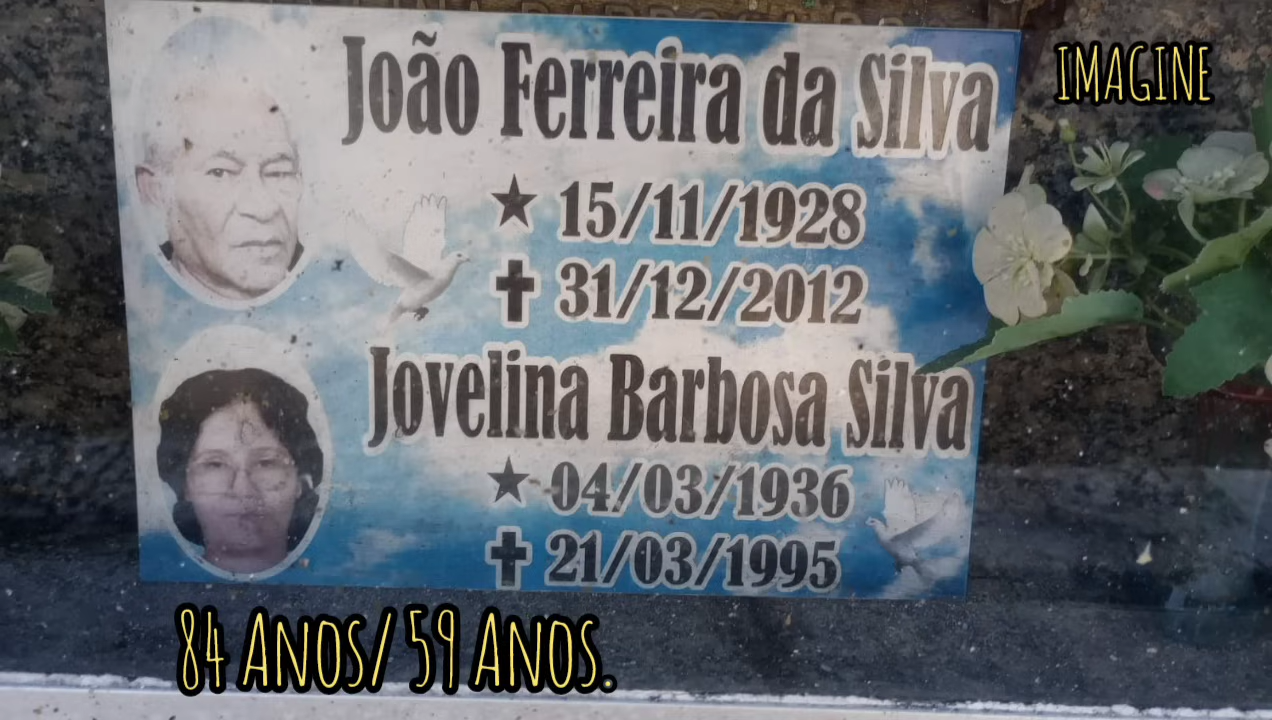 João Ferreira da Silva
IMAGINE
★ 15/11/1928
✝ 31/12/2012
Jovelina Barbosa Silva
★ 04/03/1936
✝ 21/03/1995
84 ANOS/ 59 ANOS.